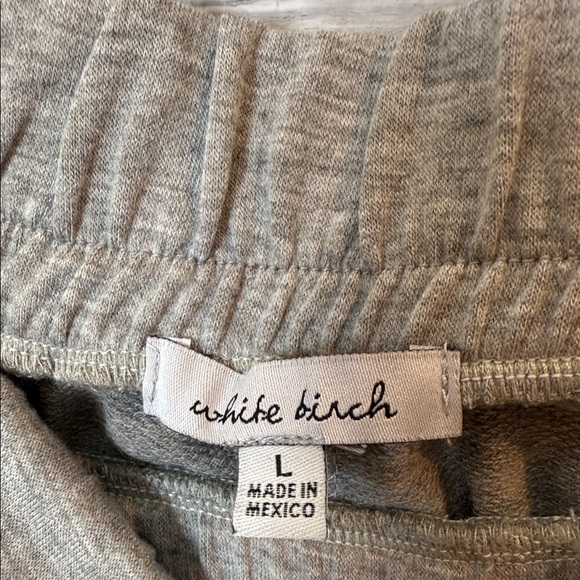 white birch
L
MADE IN
MEXICO